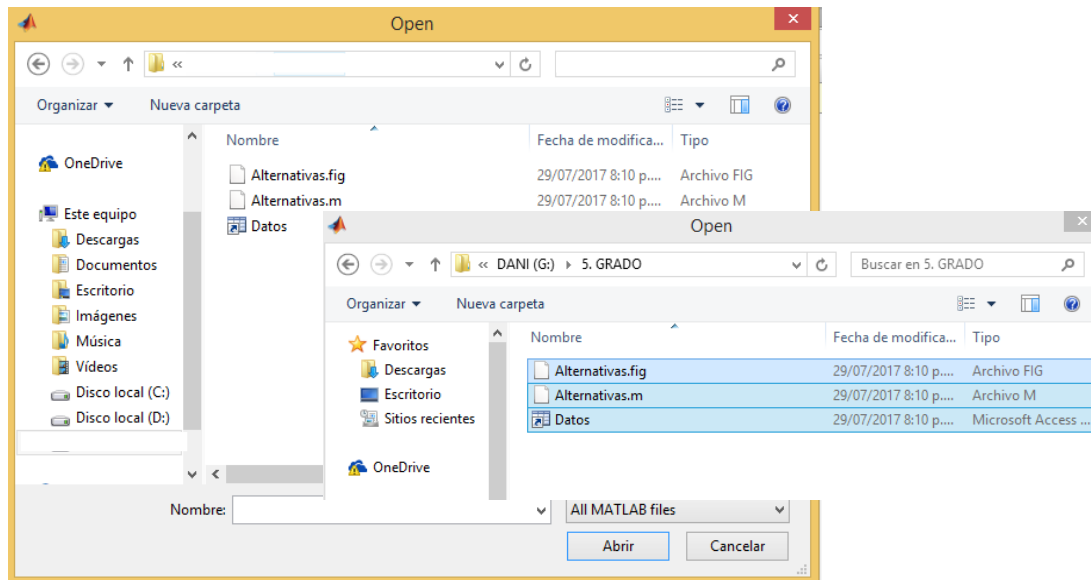 Open
«
Organizar Nueva carpeta
Nombre Fecha de modifica... Tipo
OneDrive
Alternativas.fig 29/07/2017 8:10 p.... Archivo FIG
Alternativas.m 29/07/2017 8:10 p.... Archivo M
Datos
Este equipo
Descargas
Documentos
Escritorio
Imágenes
Música
Vídeos
Disco local (C:)
Disco local (D:)
Nombre: All MATLAB files
Abrir Cancelar
Open
« DANI (G:) 5. GRADO Buscar en 5. GRADO
Organizar Nueva carpeta
Nombre Fecha de modifica... Tipo
Favoritos
Descargas
Escritorio
Sitios recientes
OneDrive
Alternativas.fig 29/07/2017 8:10 p.... Archivo FIG
Alternativas.m 29/07/2017 8:10 p.... Archivo M
Datos 29/07/2017 8:10 p.... Microsoft Access ...